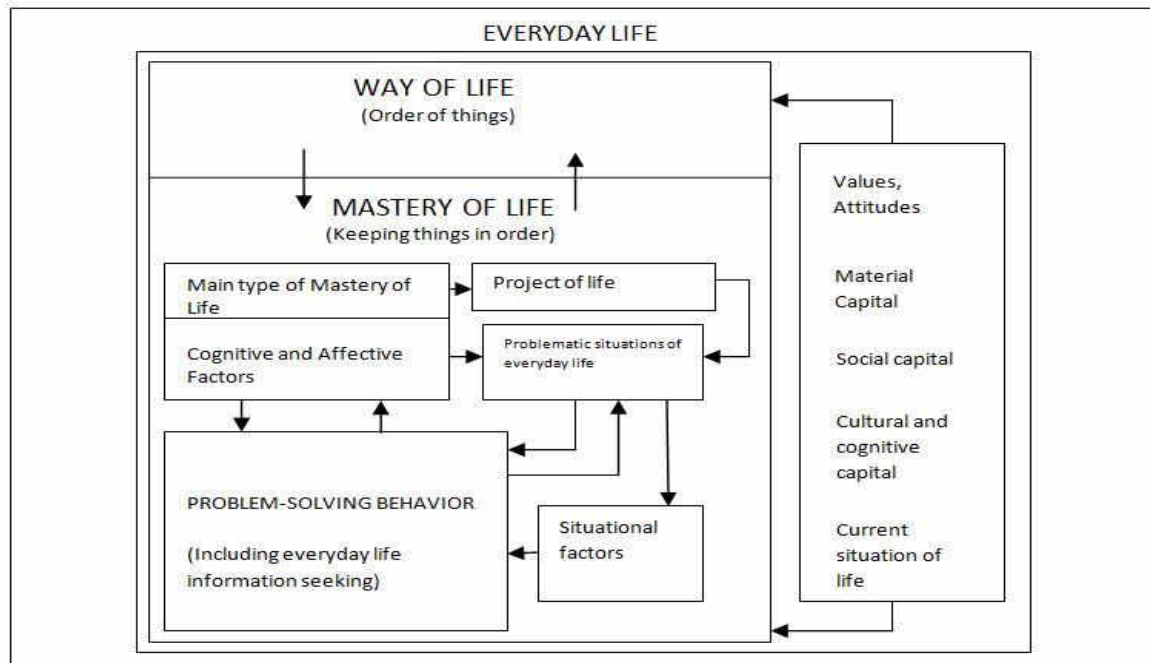 EVERYDAY LIFE
WAY OF LIFE
(Order of things)
MASTERY OF LIFE
(Keeping things in order)
Main type of Mastery of
Life
Project of life
Cognitive and Affective
Factors
Problematic situations of
everyday life
PROBLEM-SOLVING BEHAVIOR
(Including everyday life
information seeking)
Situational
factors
Values,
Attitudes
Material
Capital
Social capital
Cultural and
cognitive
capital
Current
situation of
life